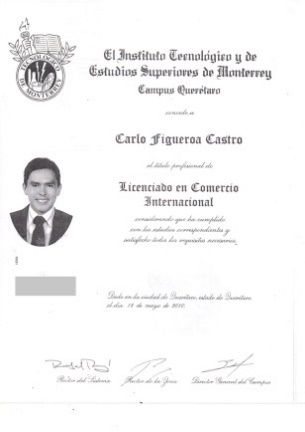 TECNOLOGICO DE MONTERREY
El Instituto Tecnológico y de
Estudios Superiores de Monterrey
Campus Querétaro
concede a
Carlo Figueroa Castro
el título profesional de
Licenciado en Comercio
Internacional
considerando que ha cumplido
con los estudios correspondientes y
satisfecho todos los requisitos necesarios.
Dado en la ciudad de Querétaro, estado de Querétaro,
el día 14 de mayo de
Rector del Sistema
Rector de la Zona
Director General del Campus